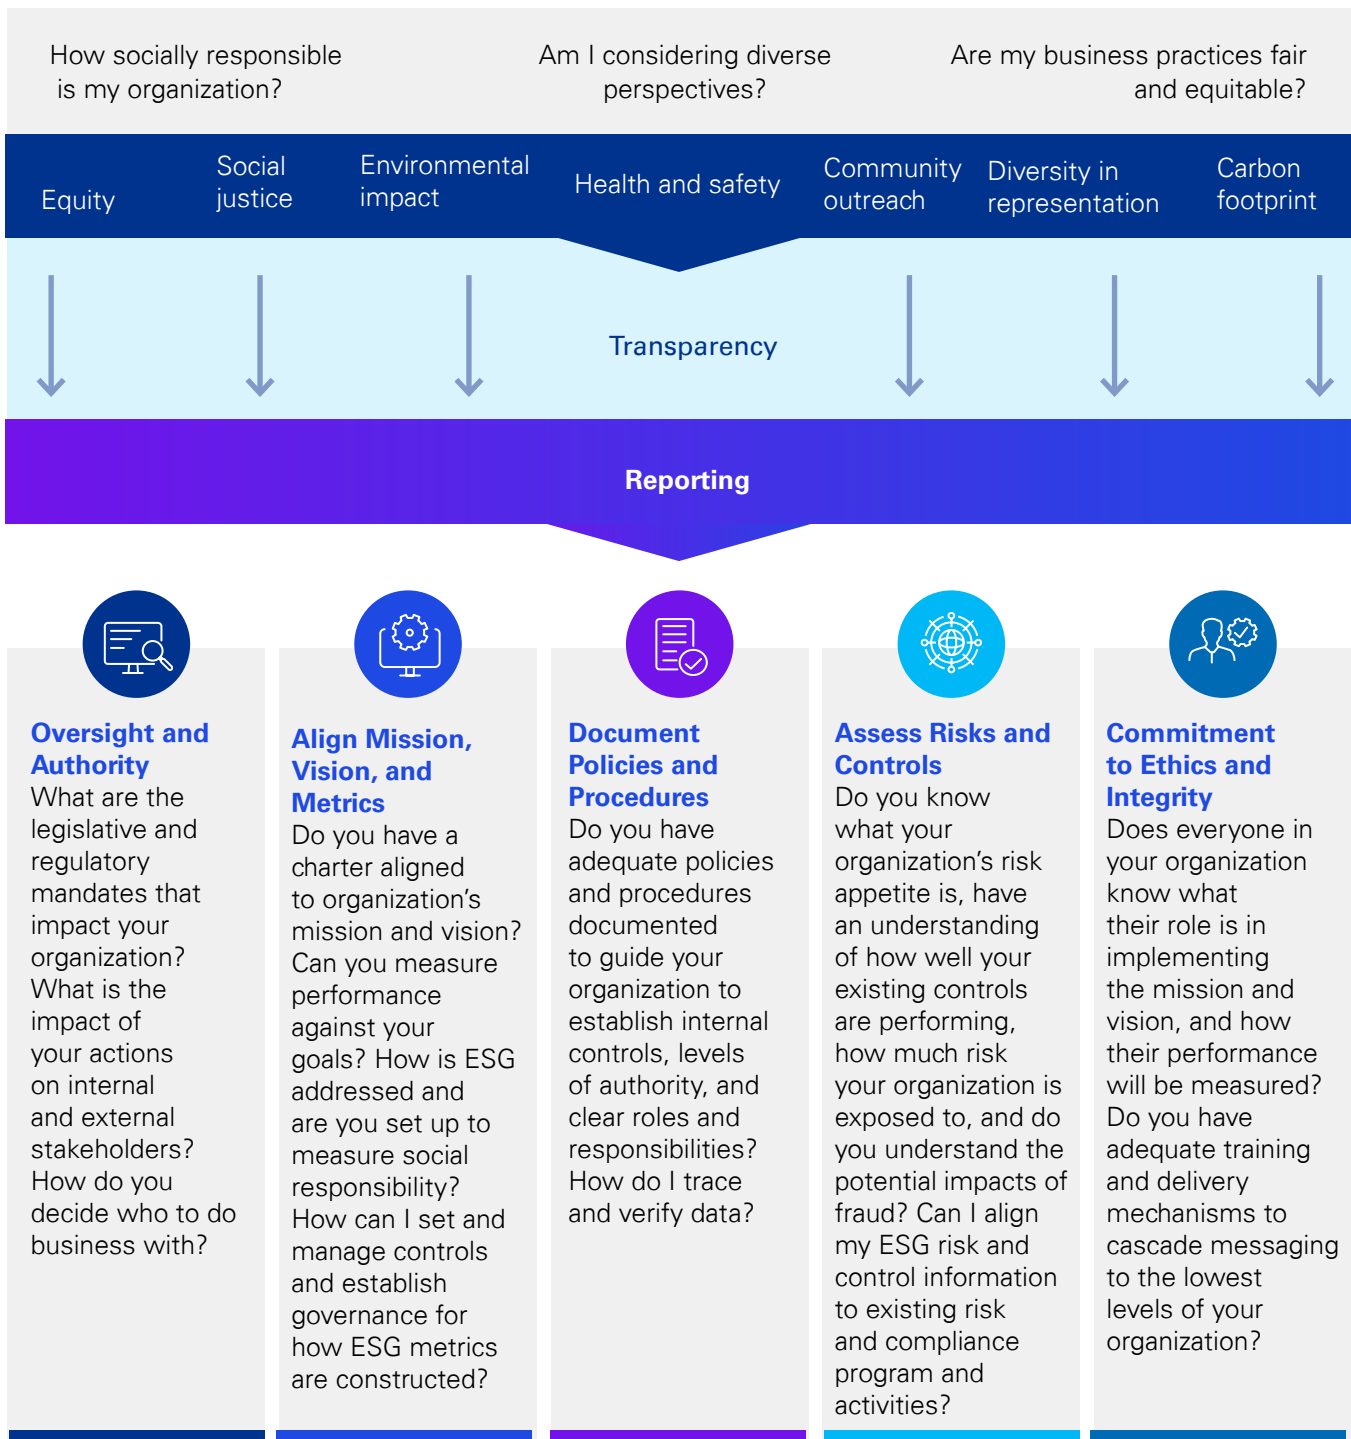 How socially responsible
is my organization?
Am I considering diverse
perspectives?
Are my business practices fair
and equitable?
Equity
Social
justice
Environmental
impact
Health and safety
Community
outreach
Diversity in
representation
Carbon
footprint
Transparency
Reporting
Oversight and
Authority
What are the
legislative and
regulatory
mandates that
impact your
organization?
What is the
impact of
your actions
on internal
and external
stakeholders?
How do you
decide who to do
business with?
Align Mission,
Vision, and
Metrics
Do you have a
charter aligned
to organization’s
mission and vision?
Can you measure
performance
against your
goals? How is ESG
addressed and
are you set up to
measure social
responsibility?
How can I set and
manage controls
and establish
governance for
how ESG metrics
are constructed?
Document
Policies and
Procedures
Do you have
adequate policies
and procedures
documented
to guide your
organization to
establish internal
controls, levels
of authority, and
clear roles and
responsibilities?
How do I trace
and verify data?
Assess Risks and
Controls
Do you know
what your
organization’s risk
appetite is, have
an understanding
of how well your
existing controls
are performing,
how much risk
your organization is
exposed to, and do
you understand the
potential impacts of
fraud? Can I align
my ESG risk and
control information
to existing risk
and compliance
program and
activities?
Commitment
to Ethics and
Integrity
Does everyone in
your organization
know what
their role is in
implementing
the mission and
vision, and how
their performance
will be measured?
Do you have
adequate training
and delivery
mechanisms to
cascade messaging
to the lowest
levels of your
organization?